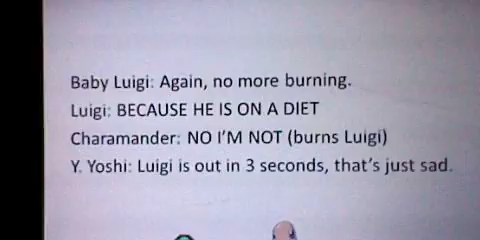 Baby Luigi: Again, no more burning.
Luigi: BECAUSE HE IS ON A DIET
Charamander: NO I'M NOT (burns Luigi)
Y. Yoshi: Luigi is out in 3 seconds, that's just sad.